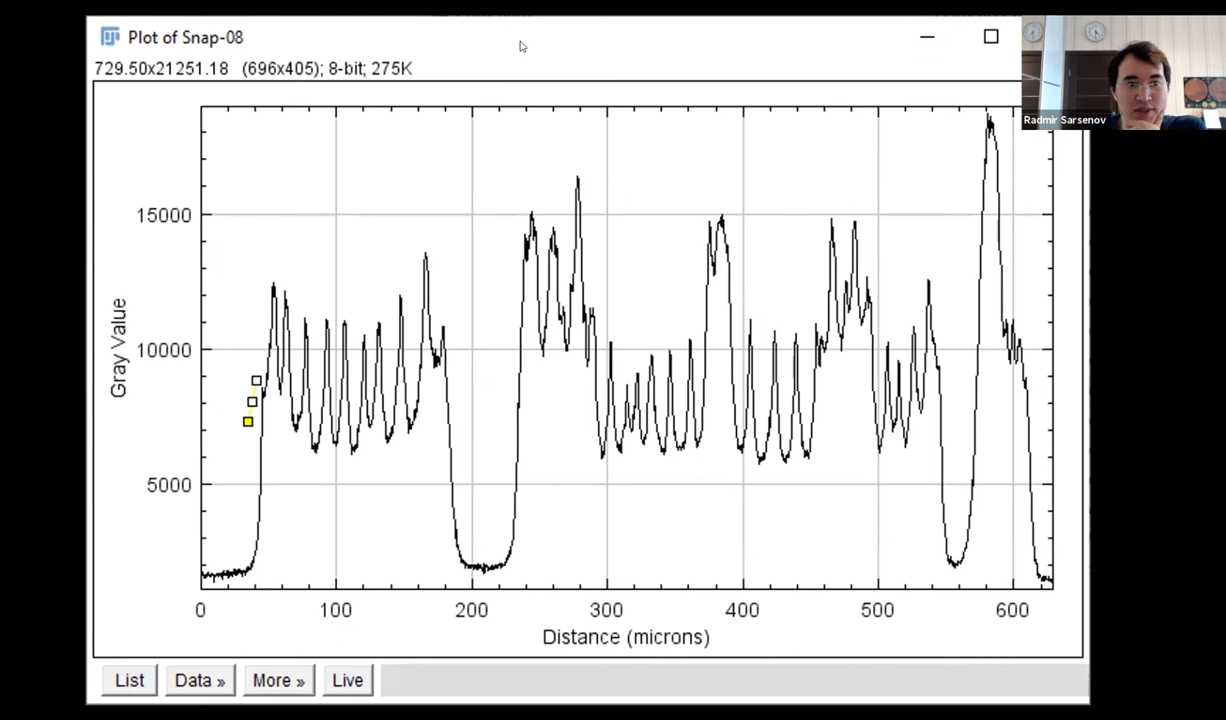 Plot of Snap-08
729.50x21251.18 (696x405); 8-bit; 275K
Radmir Sarsenov
15000
10000
5000
Gray Value
0 100 200 300 400 500 600
Distance (microns)
List Data » More » Live